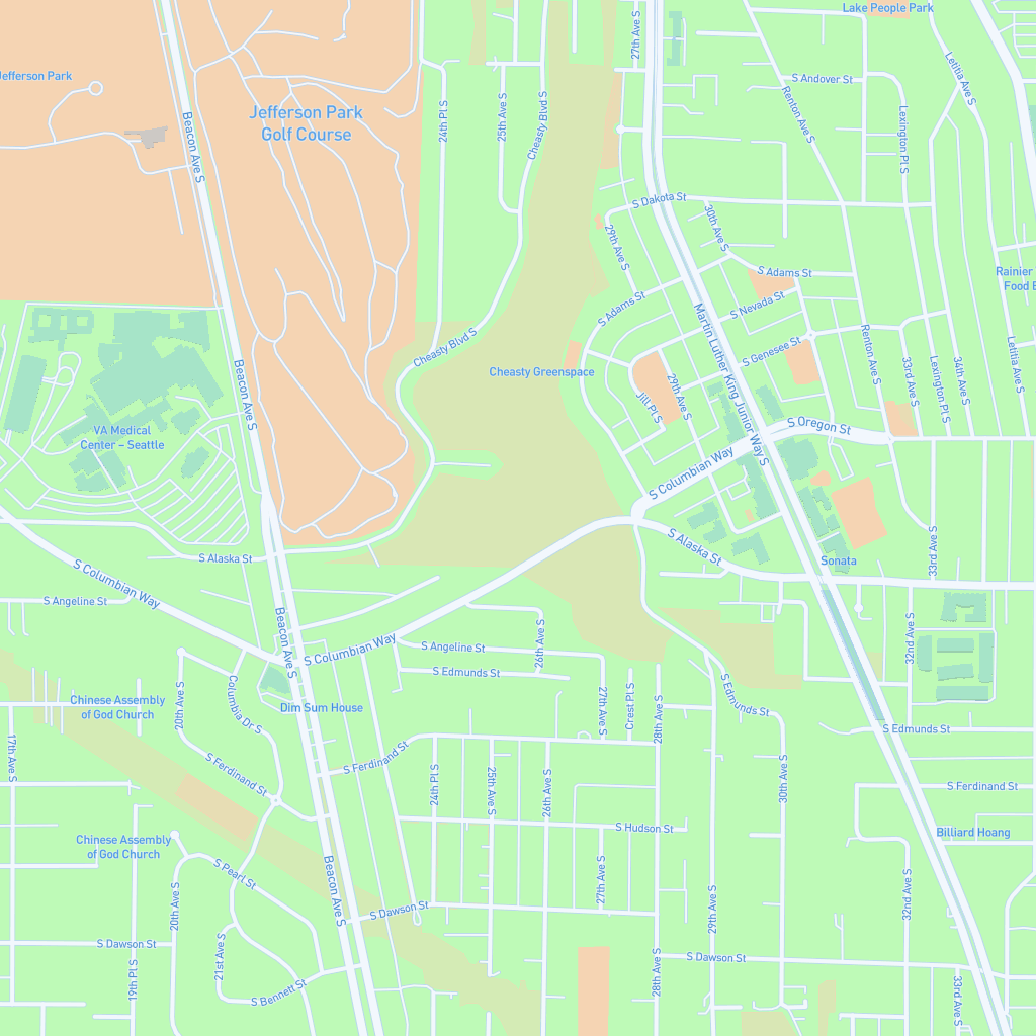 Lake People Park
27th Ave S
Jefferson Park
S Andover St
Letitia Ave S
Jefferson Park
Golf Course
24th Pl S
25th Ave S
Cheasty Blvd S
Renton Ave S
Lexington Pl S
Beacon Ave S
S Dakota St
30th Ave S
29th Ave S
S Adams St
Rainier
S Adams St
S Nevada St
Martin Luther King Junior Way S
Cheasty Blvd S
S Genesee St
Renton Ave S
33rd Ave S
Lexington Pl S
34th Ave S
Letitia Ave S
Cheasty Greenspace
Beacon Ave S
29th Ave S
Jill Pl S
VA Medical
Center – Seattle
S Oregon St
S Columbian Way
S Alaska St
S Alaska St
Sonata
33rd Ave S
S Columbian Way
S Angeline St
Beacon Ave S
S Columbian Way
S Angeline St
26th Ave S
32nd Ave S
S Edmunds St
S Edmunds St
20th Ave S
Columbia Dr S
Chinese Assembly
of God Church
Dim Sum House
27th Ave S
Crest Pl S
28th Ave S
S Edmunds St
17th Ave S
S Ferdinand St
S Ferdinand St
24th Pl S
25th Ave S
26th Ave S
30th Ave S
S Ferdinand St
Chinese Assembly
of God Church
S Hudson St
Billiard Hoang
S Pearl St
20th Ave S
Beacon Ave S
27th Ave S
29th Ave S
32nd Ave S
S Dawson St
S Dawson St
21st Ave S
19th Pl S
S Bennett St
28th Ave S
S Dawson St
33rd Ave S